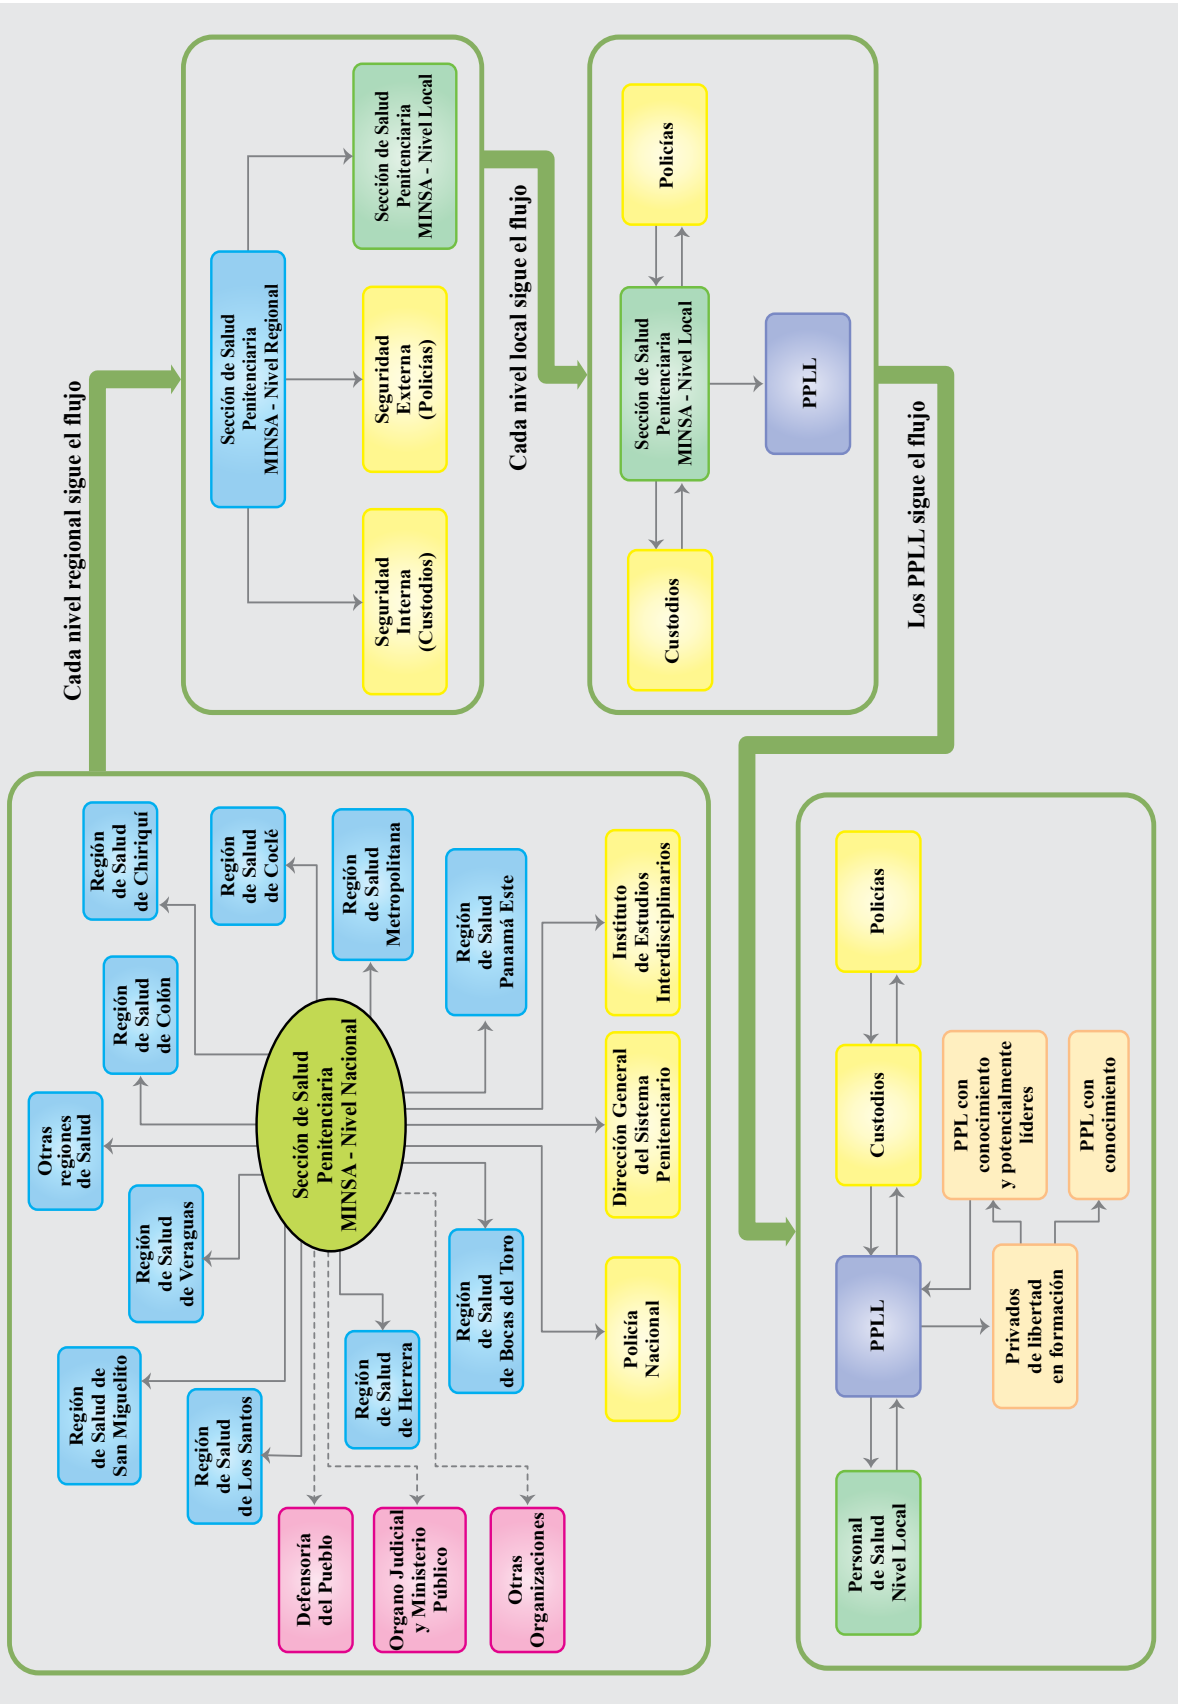 Región
de Salud de
San Miguelito
Otras
regiones
de Salud
Región
de Salud
de Chiriquí
Región
de Salud
de Veraguas
Región
de Salud
de Colón
Región
de Salud
de Los Santos
Región
de Salud
de Coclé
Defensoría
del Pueblo
Sección de Salud
Penitenciaria
MINSA - Nivel Nacional
Región
de Salud
Metropolitana
Organo Judicial
y Ministerio
Público
Región
de Salud
de Herrera
Región
de Salud
de Bocas del Toro
Región
de Salud
Panamá Este
Otras
Organizaciones
Policía
Nacional
Dirección General
del Sistema
Penitenciario
Instituto
de Estudios
Interdisciplinarios
Cada nivel regional sigue el flujo
Sección de Salud
Penitenciaria
MINSA - Nivel Regional
Seguridad
Interna
(Custodios)
Seguridad
Externa
(Policías)
Sección de Salud
Penitenciaria
MINSA - Nivel Local
Cada nivel local sigue el flujo
Custodios
Sección de Salud
Penitenciaria
MINSA - Nivel Local
Policías
PPLL
Los PPLL sigue el flujo
Personal
de Salud
Nivel Local
PPLL
Custodios
Policías
Privados
de libertad
en formación
PPL con
conocimiento
y potencialmente
líderes
PPL con
conocimiento